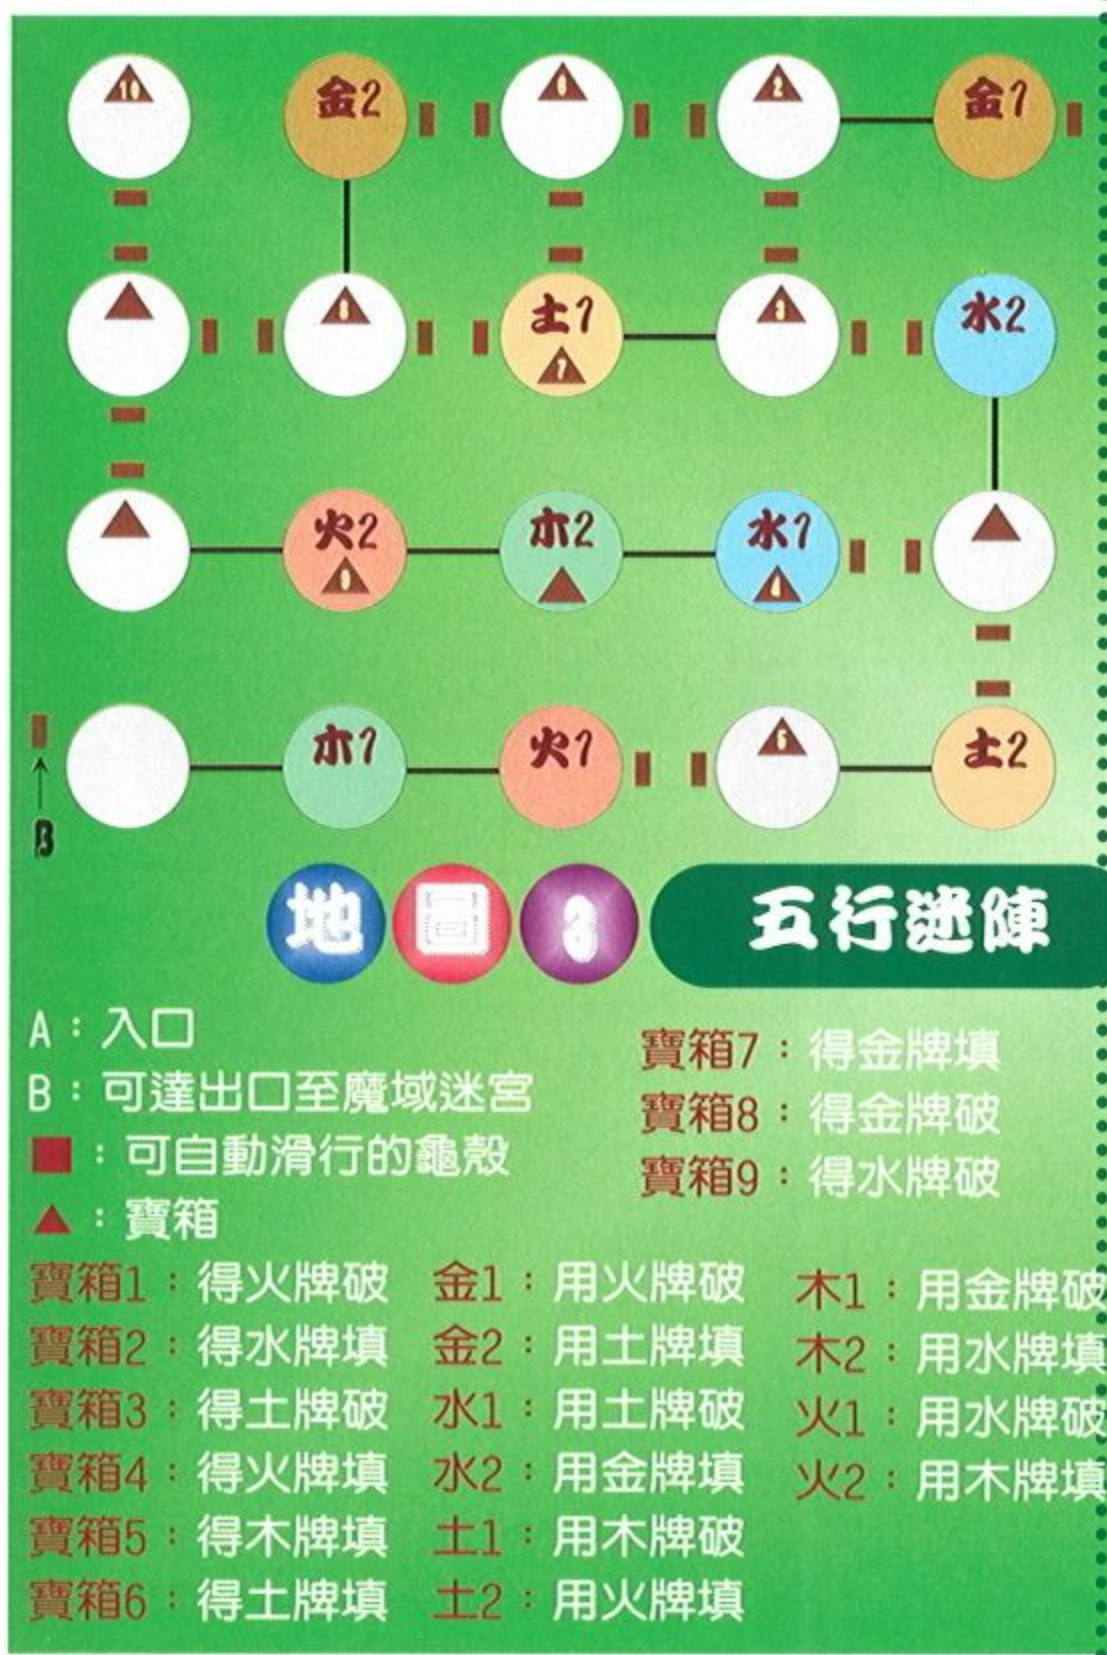 10 金2 6 2 金1
8 土1 3 水2
7
火2 木2 水1
9 4
木1 火1 5 土2
B
地圖3 五行迷陣
A：入口
B：可達出口至魔域迷宮
：可自動滑行的龜殼
：寶箱
寶箱7：得金牌填
寶箱8：得金牌破
寶箱9：得水牌破
寶箱1：得火牌破 金1：用火牌破 木1：用金牌破
寶箱2：得水牌填 金2：用土牌填 木2：用水牌填
寶箱3：得土牌破 水1：用土牌破 火1：用水牌破
寶箱4：得火牌填 水2：用金牌填 火2：用木牌填
寶箱5：得木牌填 土1：用木牌破
寶箱6：得土牌填 土2：用火牌填